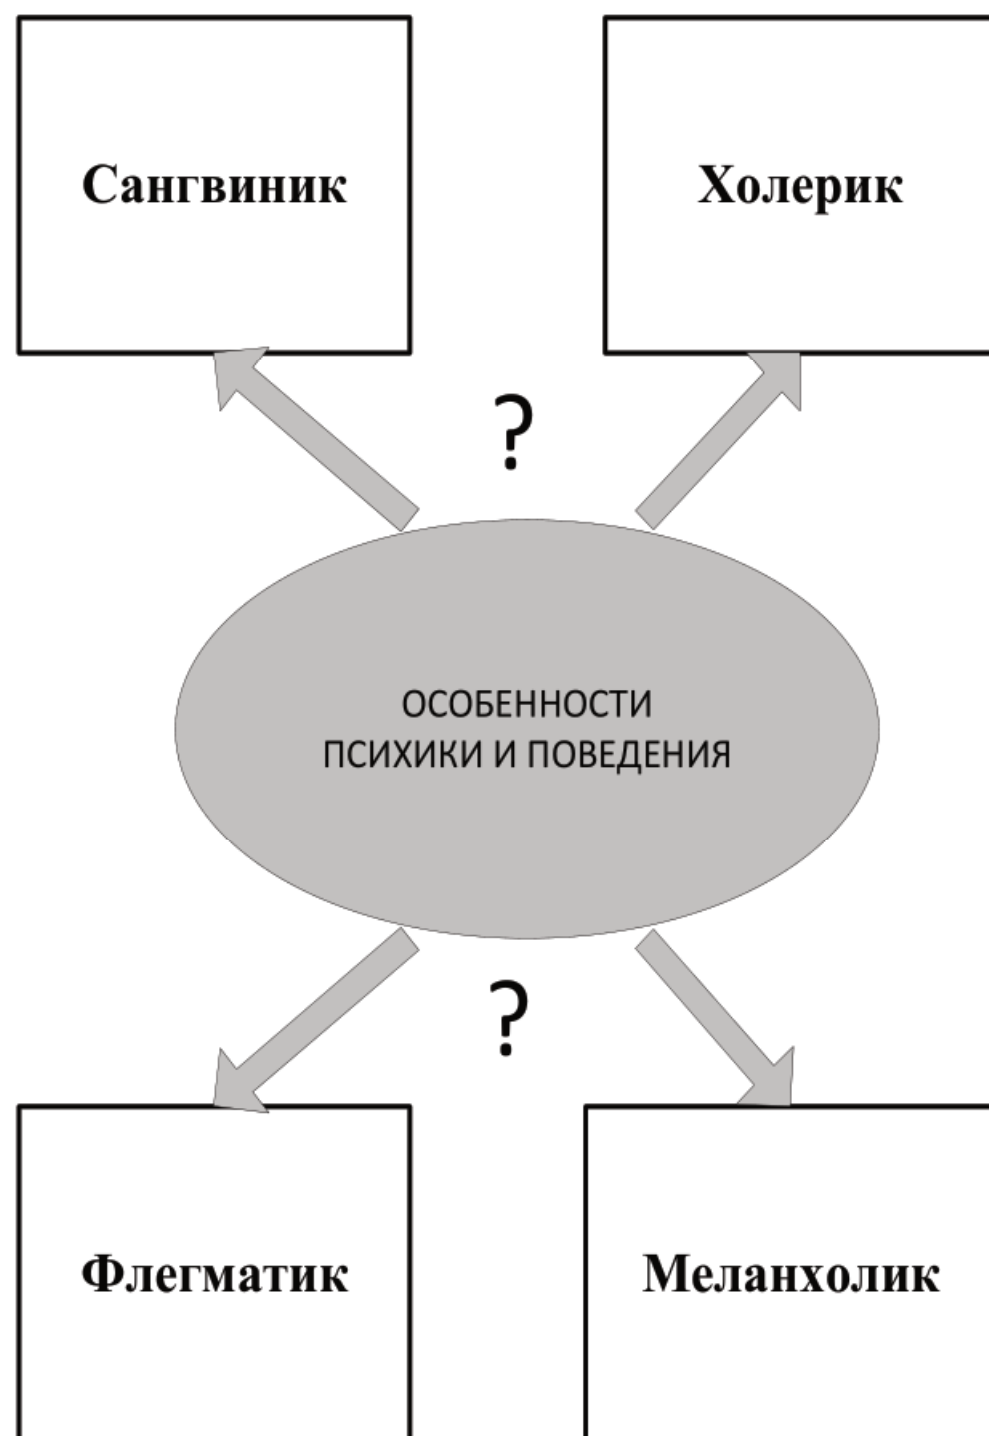 Сангвиник
Холерик
?
ОСОБЕННОСТИ
ПСИХИКИ И ПОВЕДЕНИЯ
?
Флегматик
Меланхолик